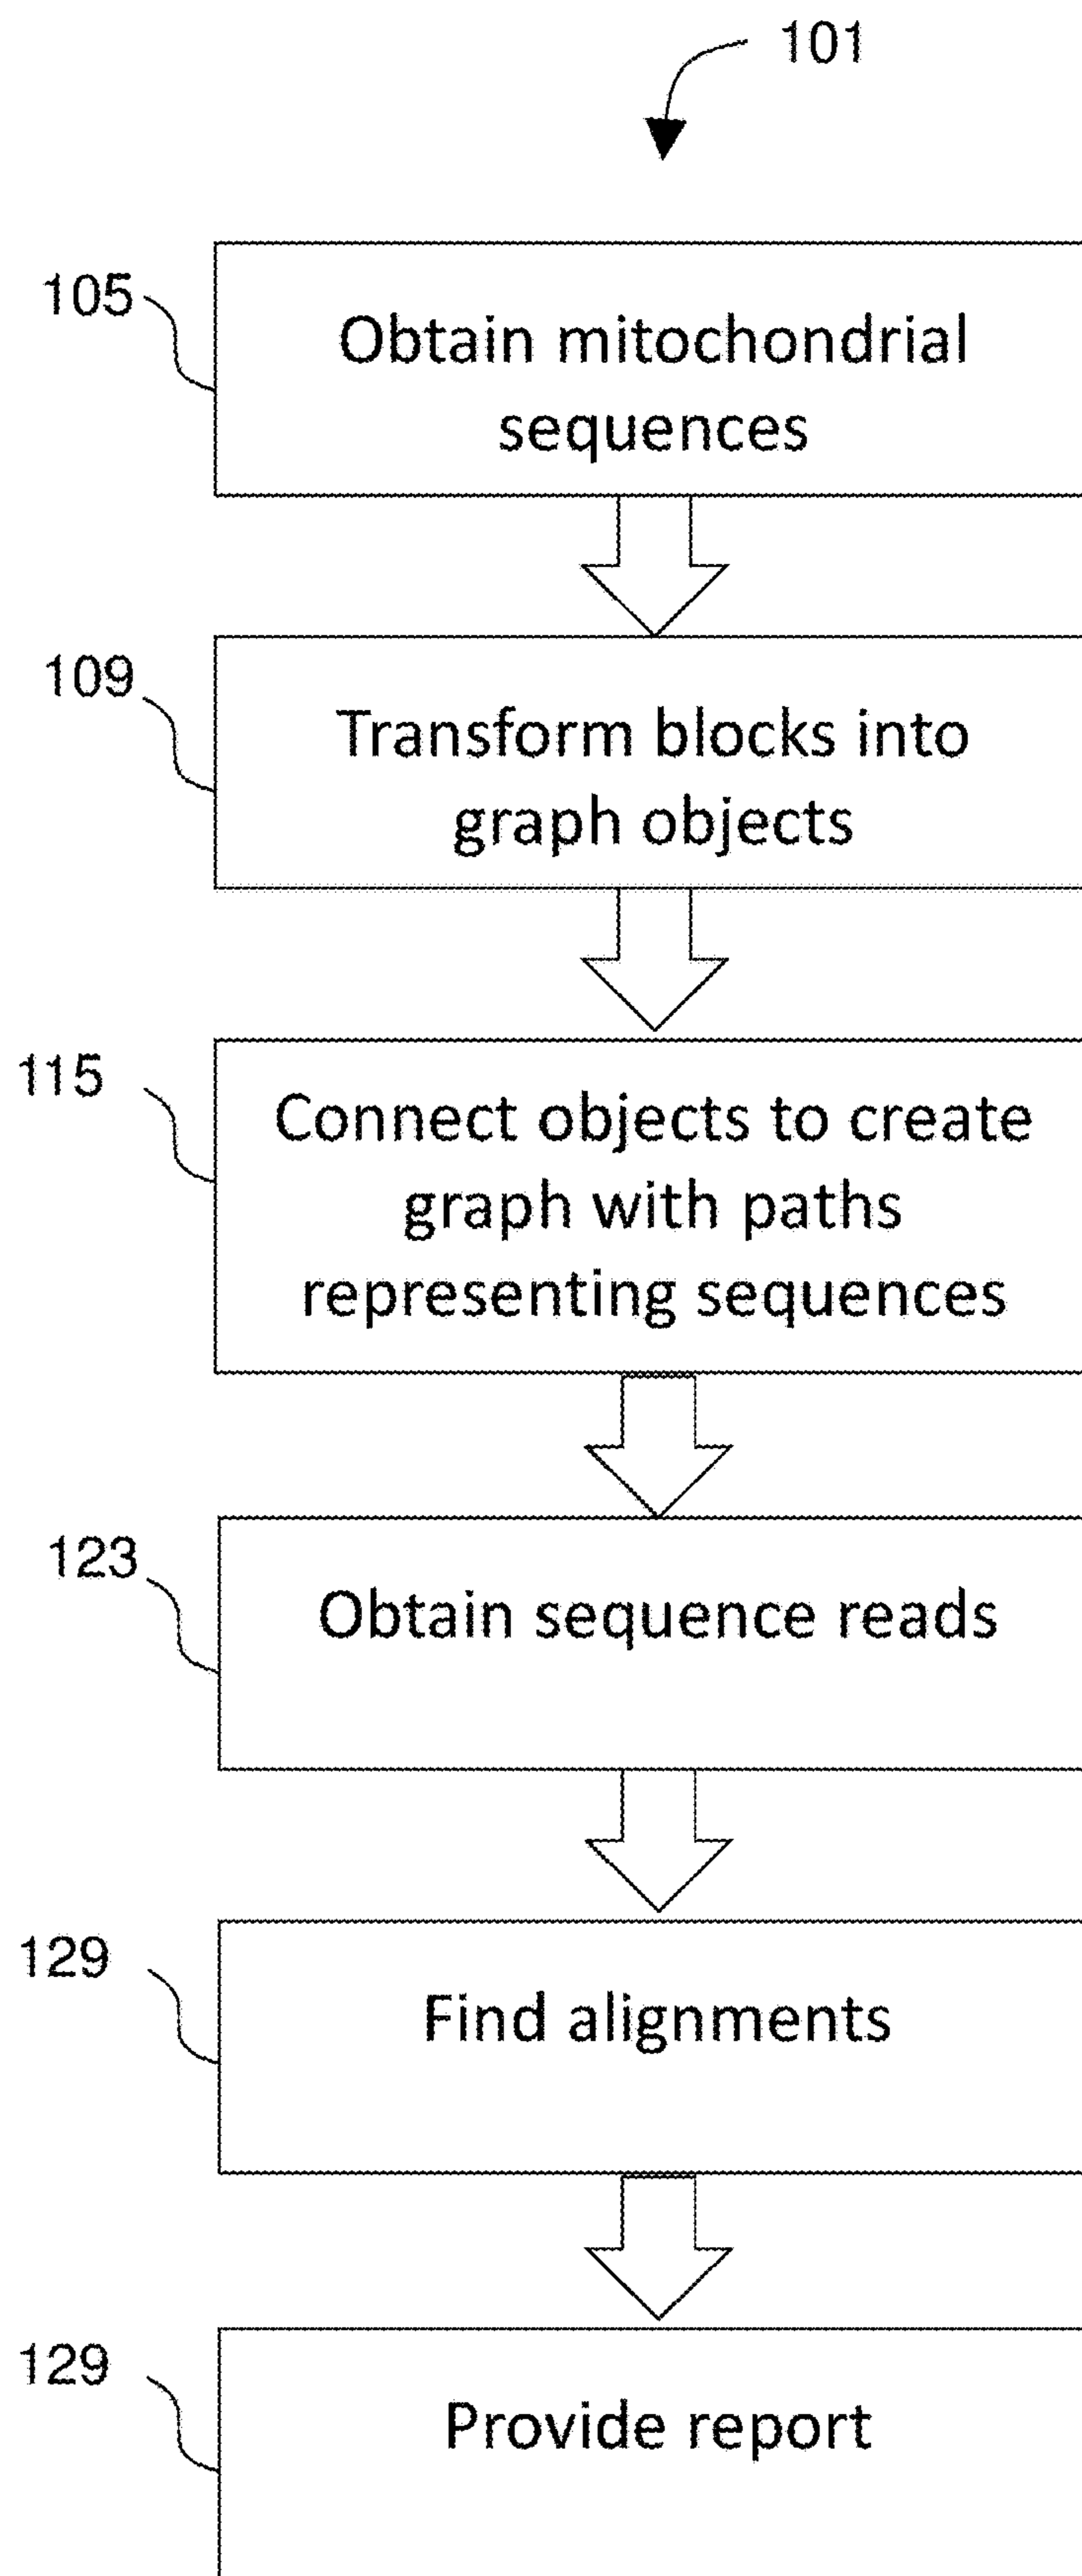 101
105
Obtain mitochondrial
sequences
109
Transform blocks into
graph objects
115
Connect objects to create
graph with paths
representing sequences
123
Obtain sequence reads
129
Find alignments
129
Provide report